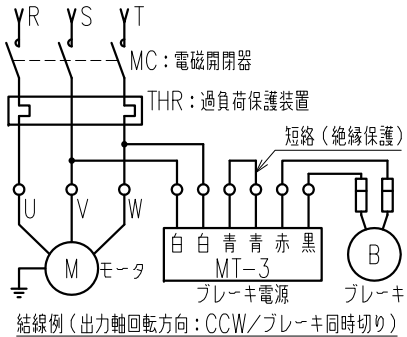 R S T
MC：電磁開閉器
THR：過負荷保護装置
短絡（絶縁保護）
U V W
白 白 青 青 赤 黒
M モータ
MT-3
B
ブレーキ電源
ブレーキ
結線例（出力軸回転方向：CCW／ブレーキ同時切り）